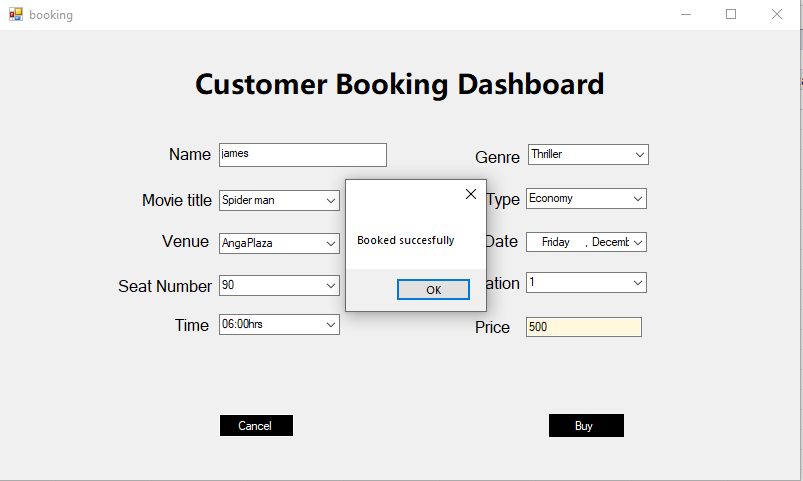 booking
Customer Booking Dashboard
Name james
Genre Thriller
Movie title Spider man
Type Economy
Venue AngaPlaza
Date Friday , Decemb
Booked succesfully
Seat Number 90
ation 1
OK
Time 06:00hrs
Price 500
Cancel
Buy